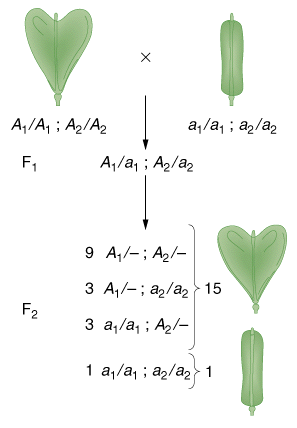 ×
A₁/A₁ ; A₂/A₂
a₁/a₁ ; a₂/a₂
F₁
A₁/a₁ ; A₂/a₂
9 A₁/– ; A₂/–
3 A₁/– ; a₂/a₂
15
F₂
3 a₁/a₁ ; A₂/–
1 a₁/a₁ ; a₂/a₂
1